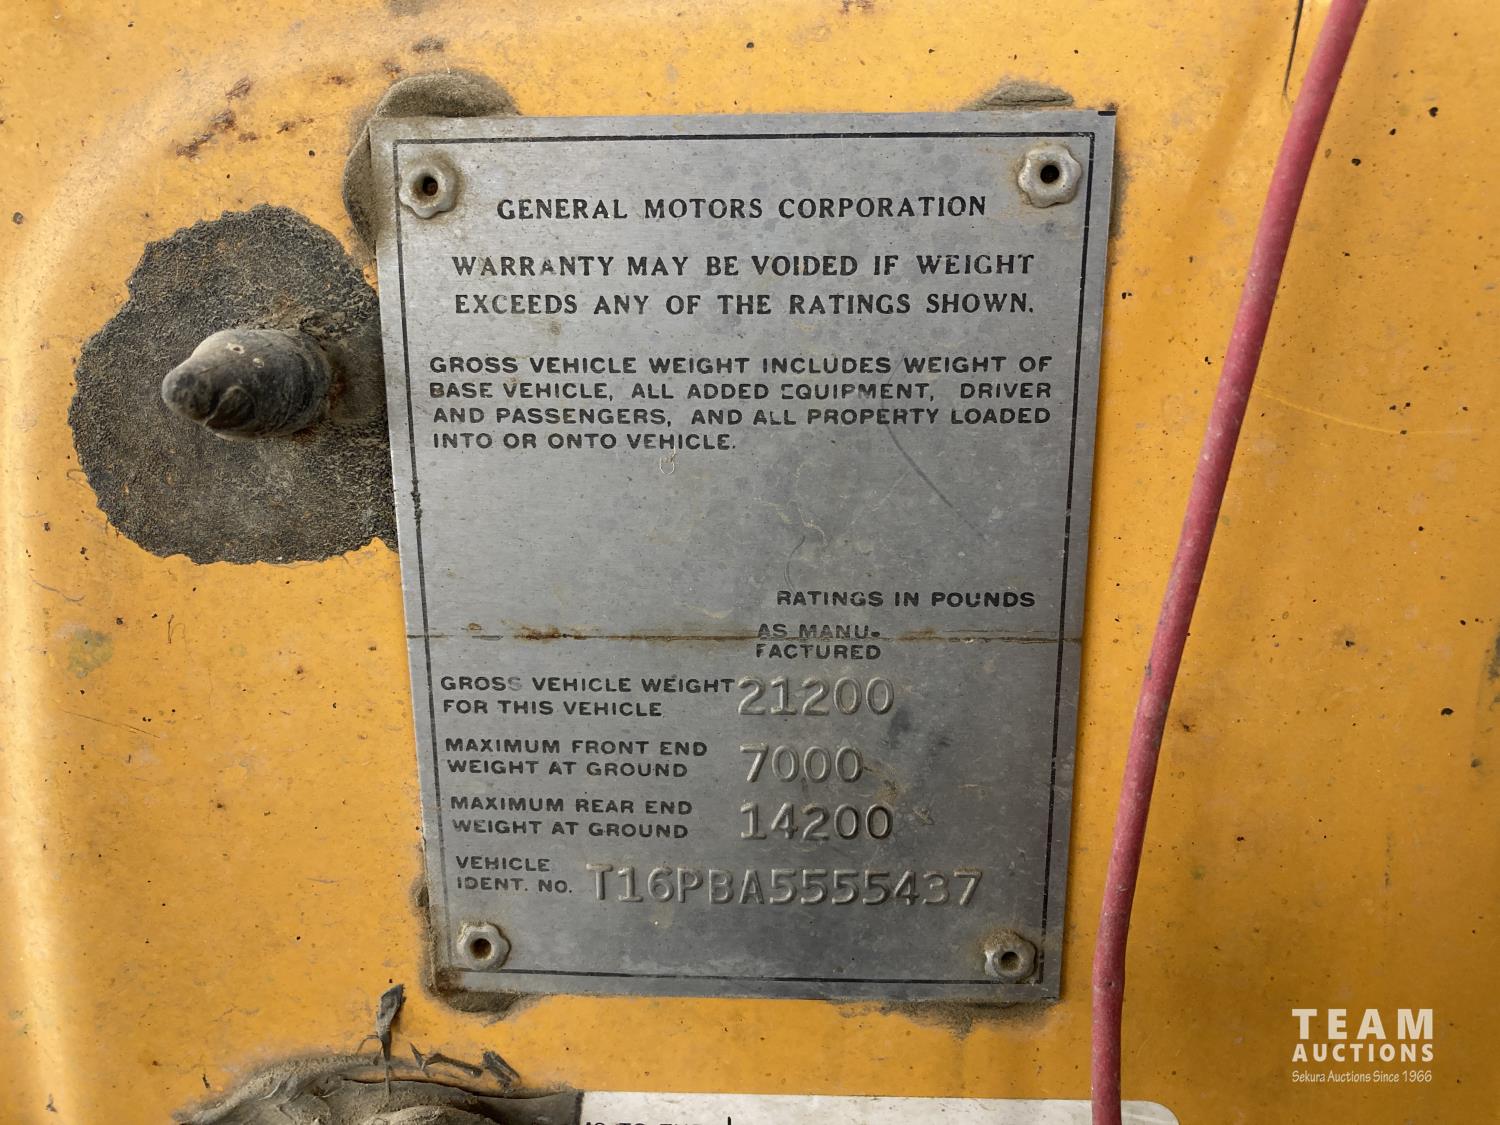 GENERAL MOTORS CORPORATION
WARRANTY MAY BE VOIDED IF WEIGHT
EXCEEDS ANY OF THE RATINGS SHOWN.
GROSS VEHICLE WEIGHT INCLUDES WEIGHT OF
BASE VEHICLE, ALL ADDED EQUIPMENT, DRIVER
AND PASSENGERS, AND ALL PROPERTY LOADED
INTO OR ONTO VEHICLE.
RATINGS IN POUNDS
AS MANU-
FACTURED
GROSS VEHICLE WEIGHT 21200
FOR THIS VEHICLE
MAXIMUM FRONT END
WEIGHT AT GROUND 7000
MAXIMUM REAR END
WEIGHT AT GROUND 14200
VEHICLE
IDENT. NO. T16PBA5555437
TEAM
AUCTIONS
Sekura Auctions Since 1966